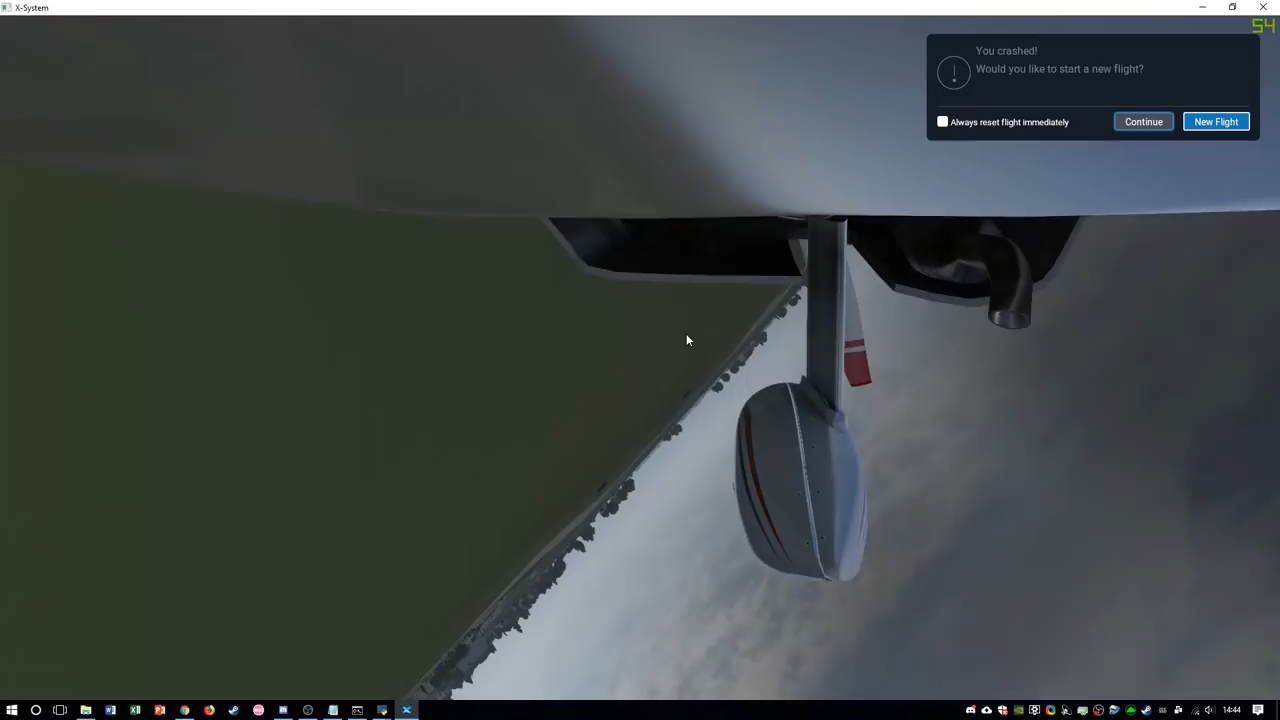 X-System
54
You crashed!
Would you like to start a new flight?
Always reset flight immediately
Continue
New Flight
14:44